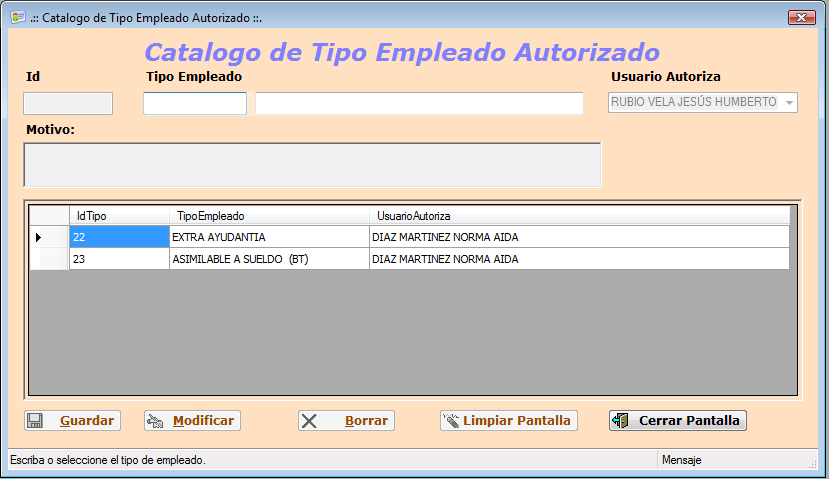 .:: Catalogo de Tipo Empleado Autorizado ::.
Catalogo de Tipo Empleado Autorizado
Id Tipo Empleado Usuario Autoriza
RUBIO VELA JESÚS HUMBERTO
Motivo:
IdTipo TipoEmpleado UsuarioAutoriza
22 EXTRA AYUDANTIA DIAZ MARTINEZ NORMA AIDA
23 ASIMILABLE A SUELDO (BT) DIAZ MARTINEZ NORMA AIDA
Guardar Modificar Borrar Limpiar Pantalla Cerrar Pantalla
Escriba o seleccione el tipo de empleado. Mensaje